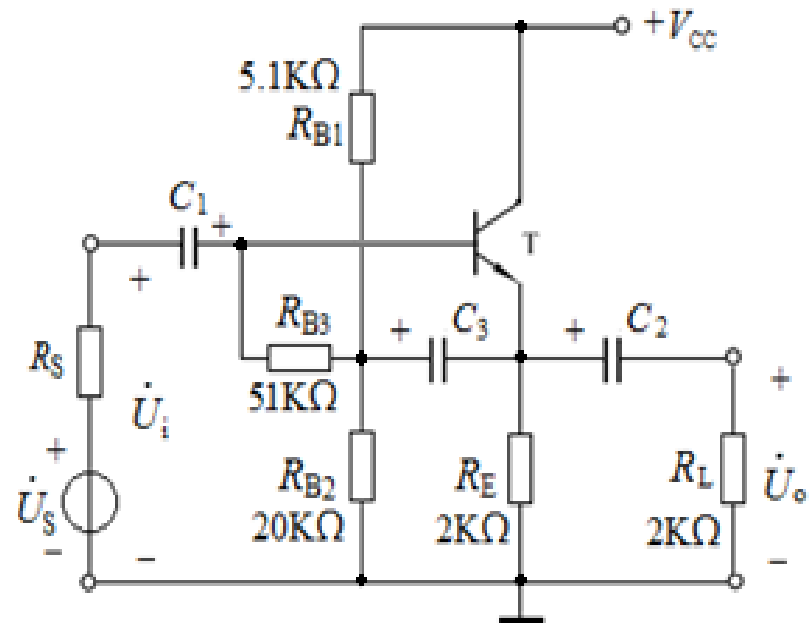 +V_CC
5.1KΩ
R_B1
C_1
+
T
+
R_B3
+
C_3
+
C_2
R_S
51KΩ
+
U̇_i
+
R_B2
R_E
R_L
U̇_o
U̇_S
20KΩ
2KΩ
2KΩ
−
−
−